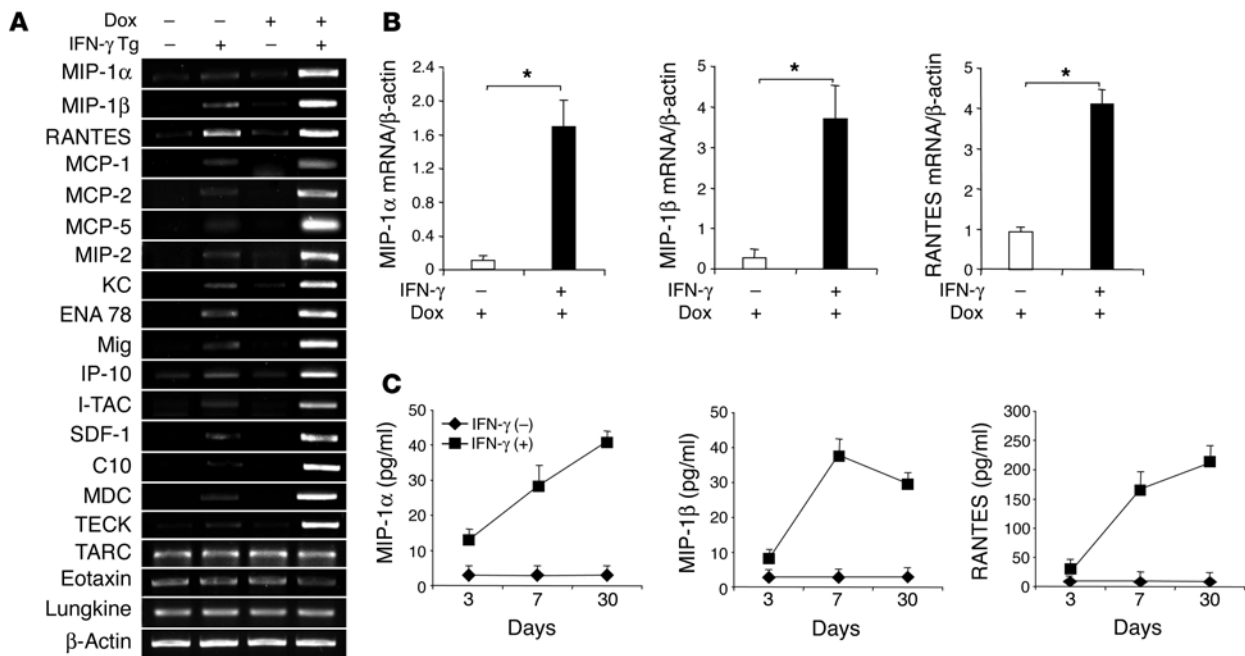 A
Dox – – + +
IFN-γ Tg – + – +
MIP-1α
MIP-1β
RANTES
MCP-1
MCP-2
MCP-5
MIP-2
KC
ENA 78
Mig
IP-10
I-TAC
SDF-1
C10
MDC
TECK
TARC
Eotaxin
Lungkine
β-Actin
B
MIP-1α mRNA/β-actin
2.4
2.0
1.6
1.2
0.8
0.4
0
*
IFN-γ – +
Dox + +
MIP-1β mRNA/β-actin
5
4
3
2
1
0
*
IFN-γ – +
Dox + +
RANTES mRNA/β-actin
5
4
3
2
1
0
*
IFN-γ – +
Dox + +
C
MIP-1α (pg/ml)
50
40
30
20
10
0
IFN-γ (–)
IFN-γ (+)
3 7 30
Days
MIP-1β (pg/ml)
50
40
30
20
10
0
3 7 30
Days
RANTES (pg/ml)
300
250
200
150
100
50
0
3 7 30
Days